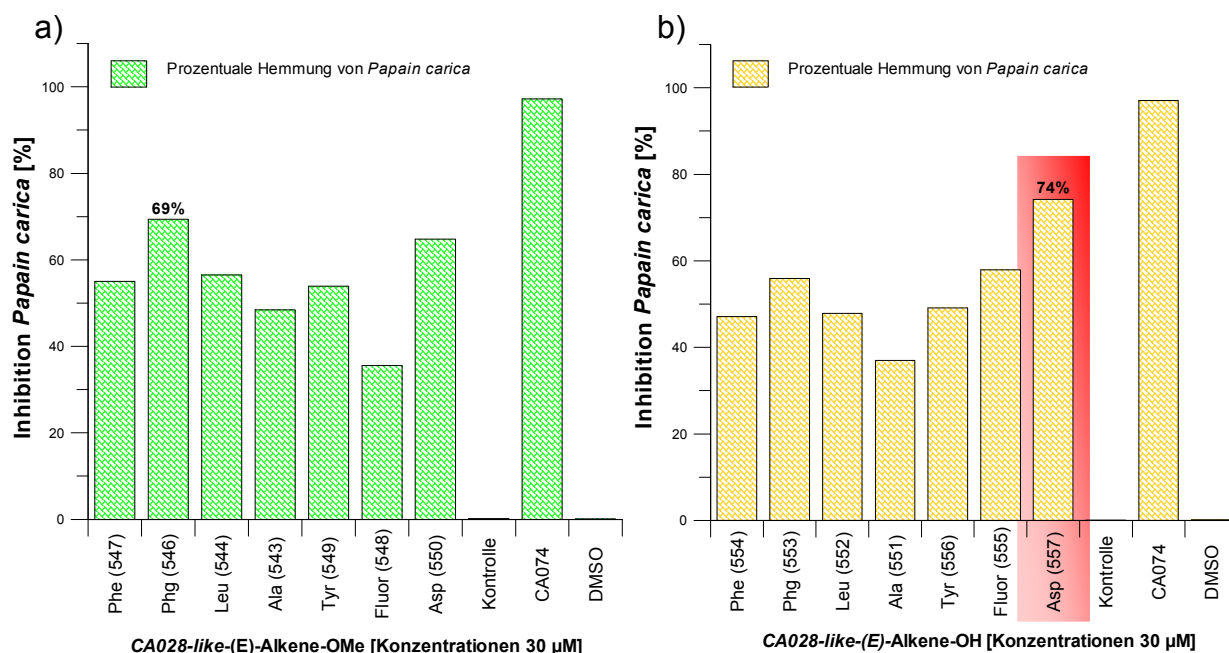 a)
Prozentuale Hemmung von Papain carica
Inhibition Papain carica [%]
100
80
60
40
20
0
69%
Phe (547)
Phg (546)
Leu (544)
Ala (543)
Tyr (549)
Fluor (548)
Asp (550)
Kontrolle
CA074
DMSO
CA028-like-(E)-Alkene-OMe [Konzentrationen 30 µM]
b)
Prozentuale Hemmung von Papain carica
Inhibition Papain carica [%]
100
80
60
40
20
0
74%
Phe (554)
Phg (553)
Leu (552)
Ala (551)
Tyr (556)
Fluor (555)
Asp (557)
Kontrolle
CA074
DMSO
CA028-like-(E)-Alkene-OH [Konzentrationen 30 µM]